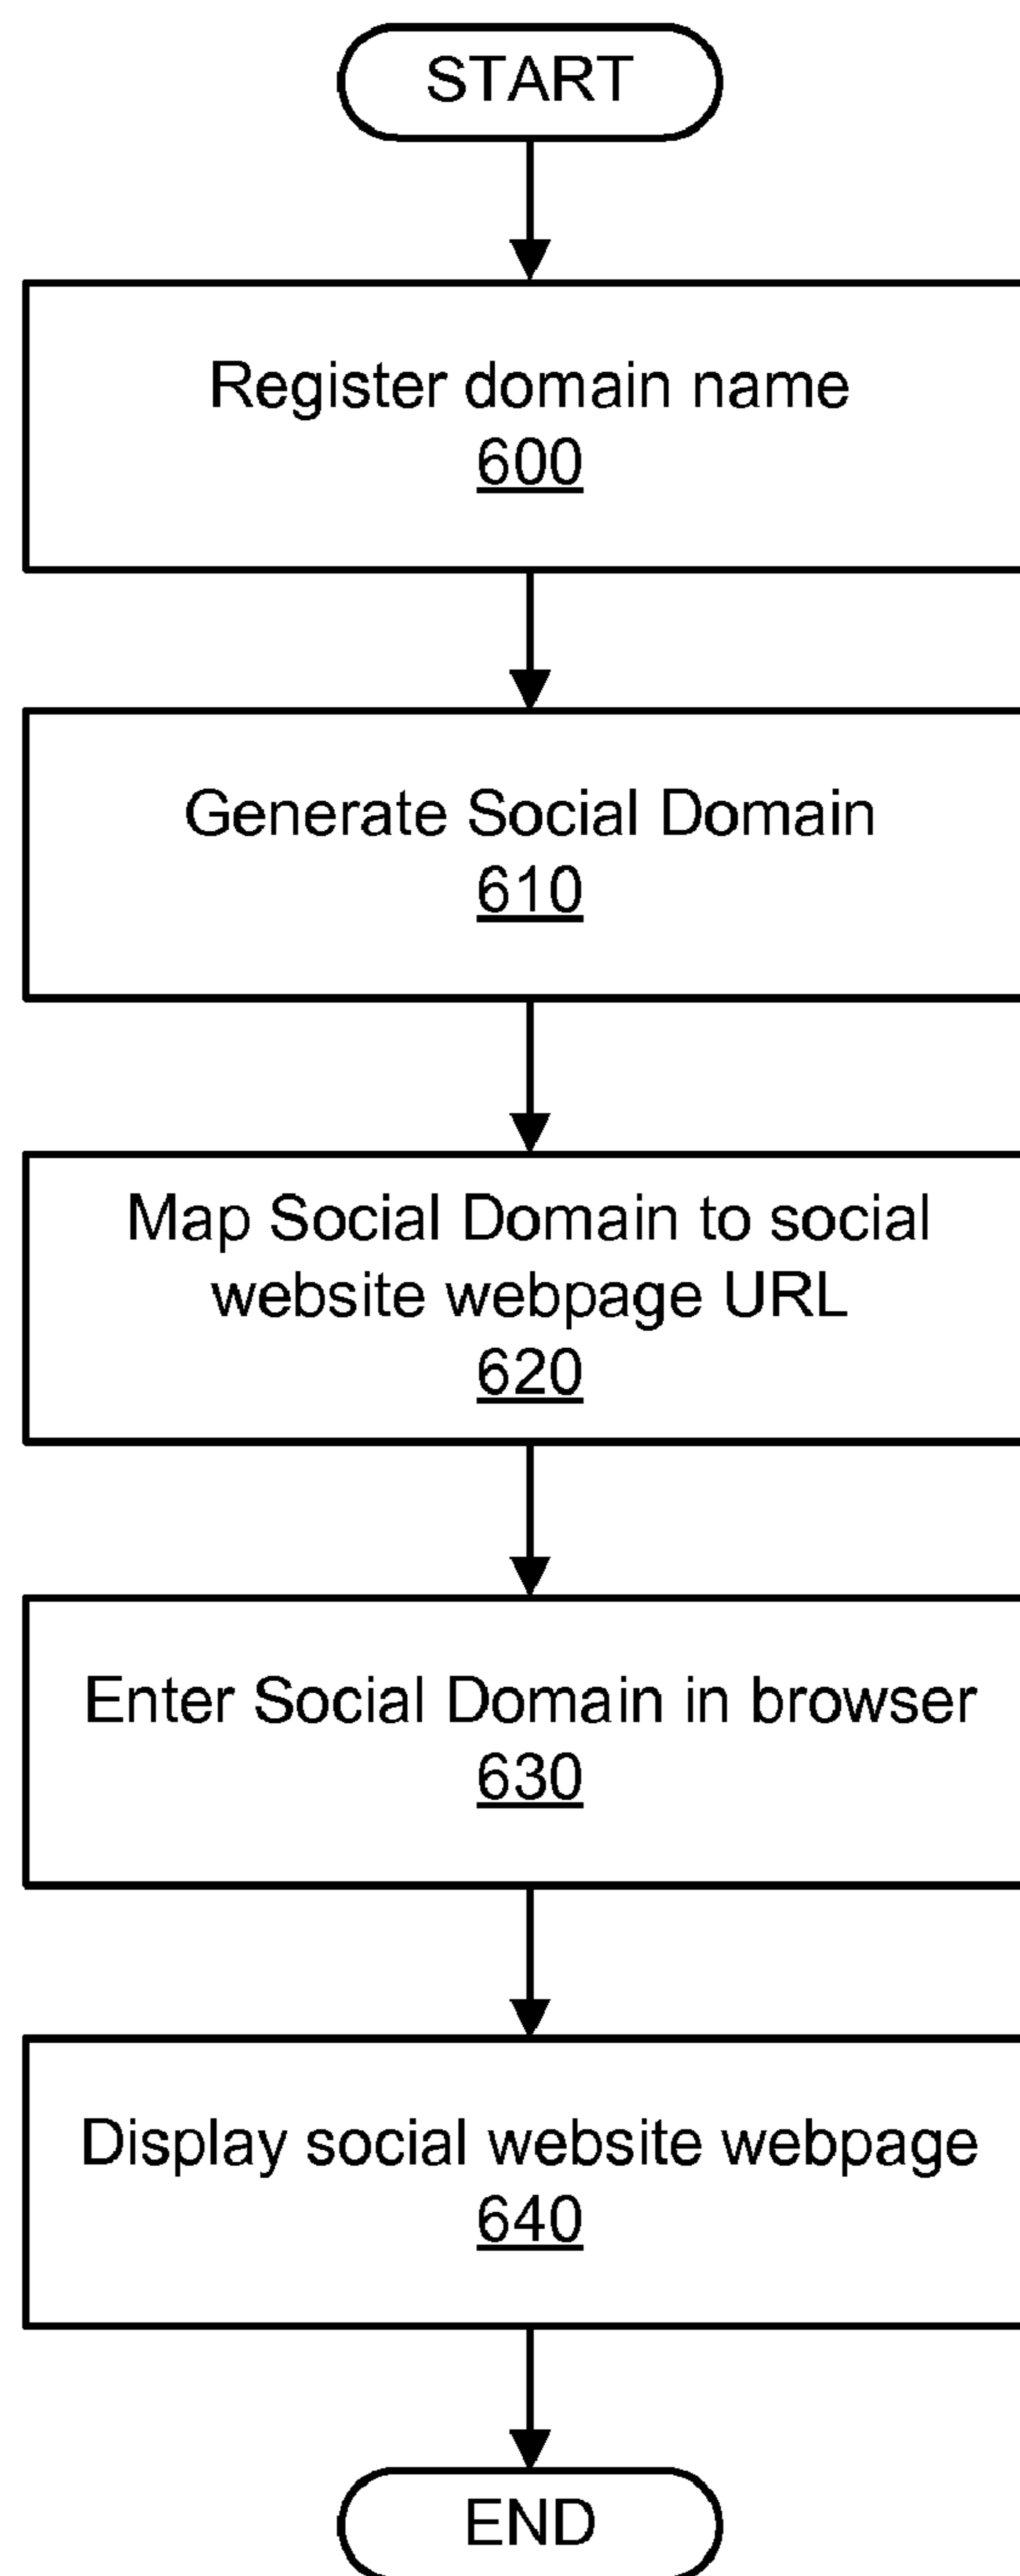 START
Register domain name
600
Generate Social Domain
610
Map Social Domain to social
website webpage URL
620
Enter Social Domain in browser
630
Display social website webpage
640
END